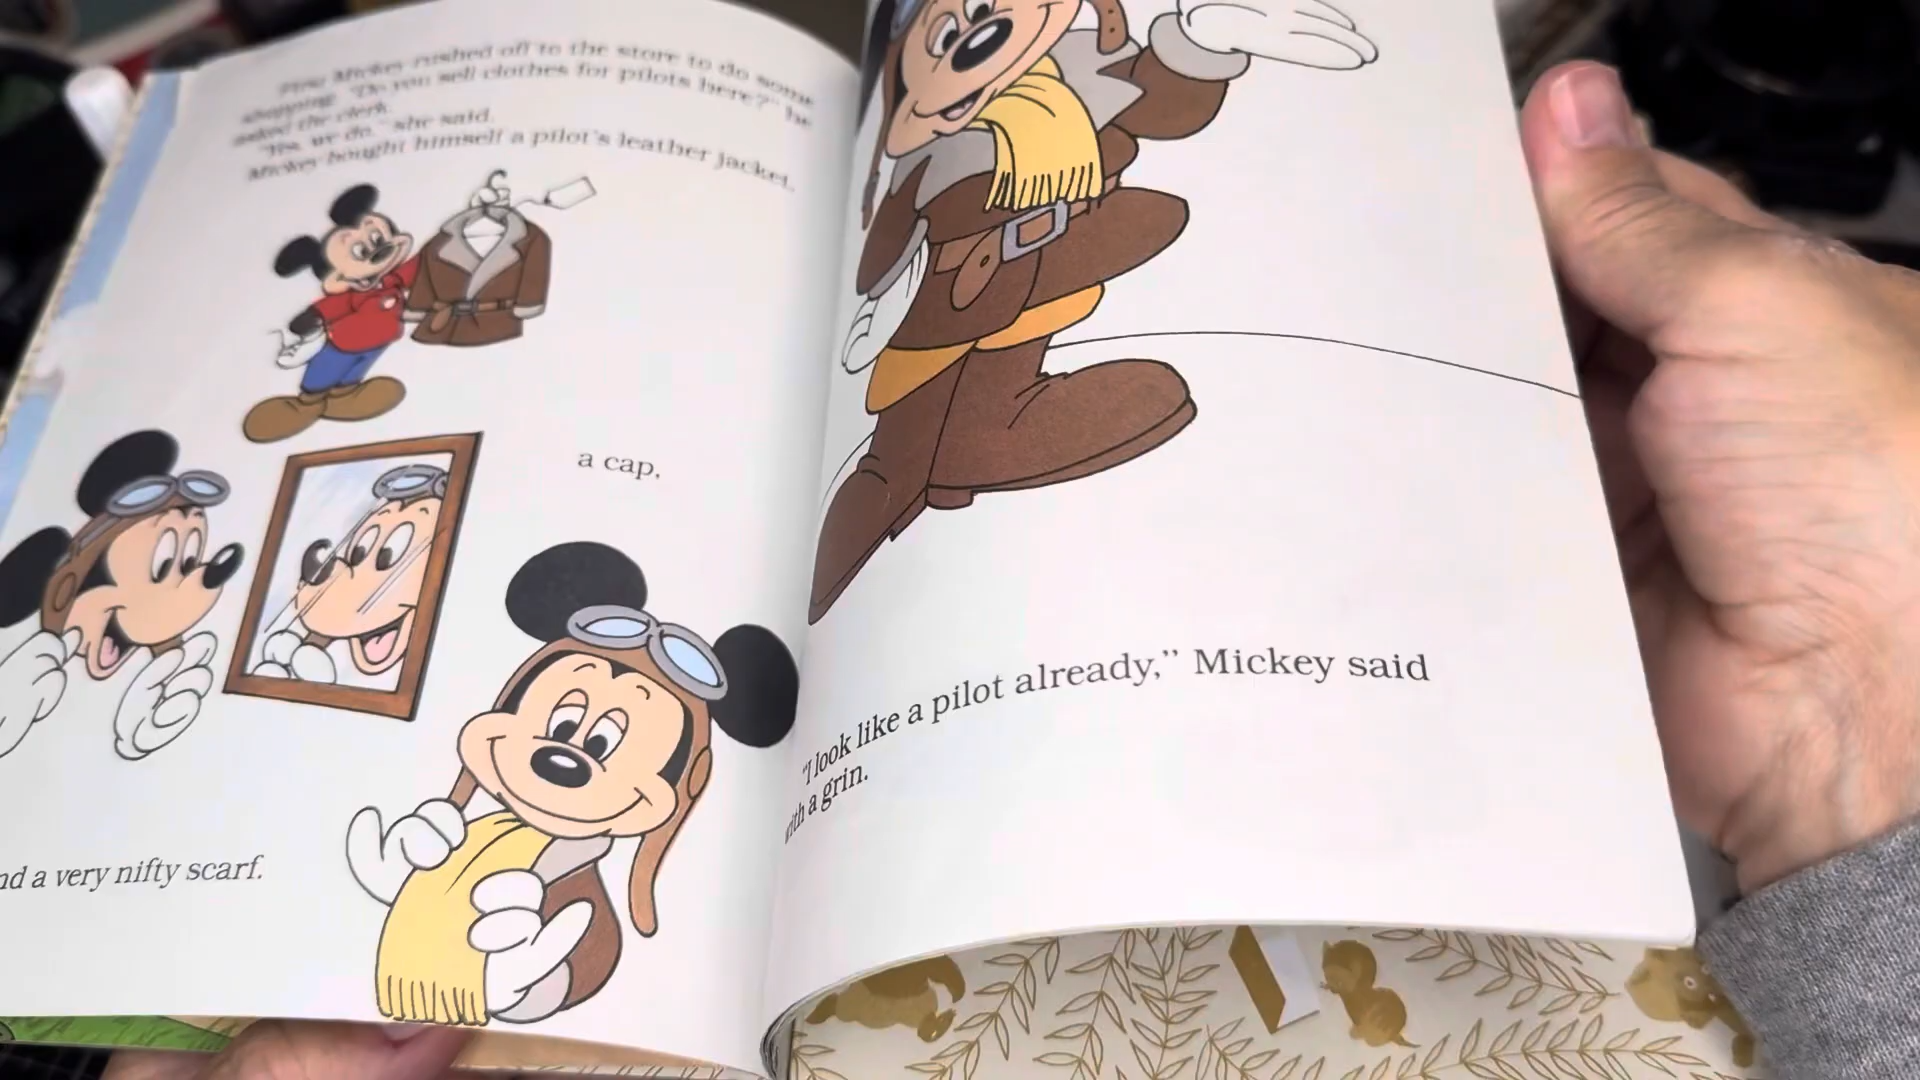 First Mickey rushed off to the store to do some
shopping. "Do you sell clothes for pilots here?" he
asked the clerk.
"Yes, we do," she said.
Mickey bought himself a pilot's leather jacket,
a cap,
nd a very nifty scarf.
"I look like a pilot already," Mickey said
with a grin.